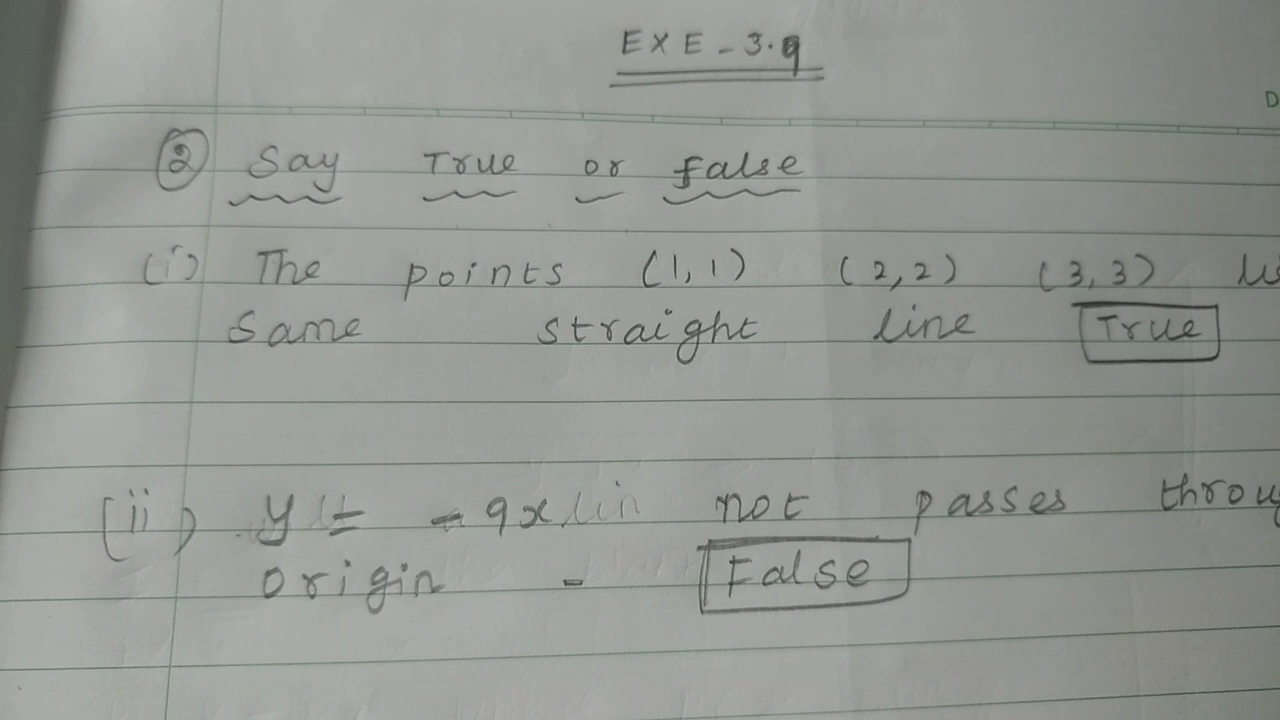 EXE - 3.9
D
② Say True or false
(i) The points (1,1) (2,2) (3,3)
Same straight line True
(ii) y = -9x not passes throu
origin - False